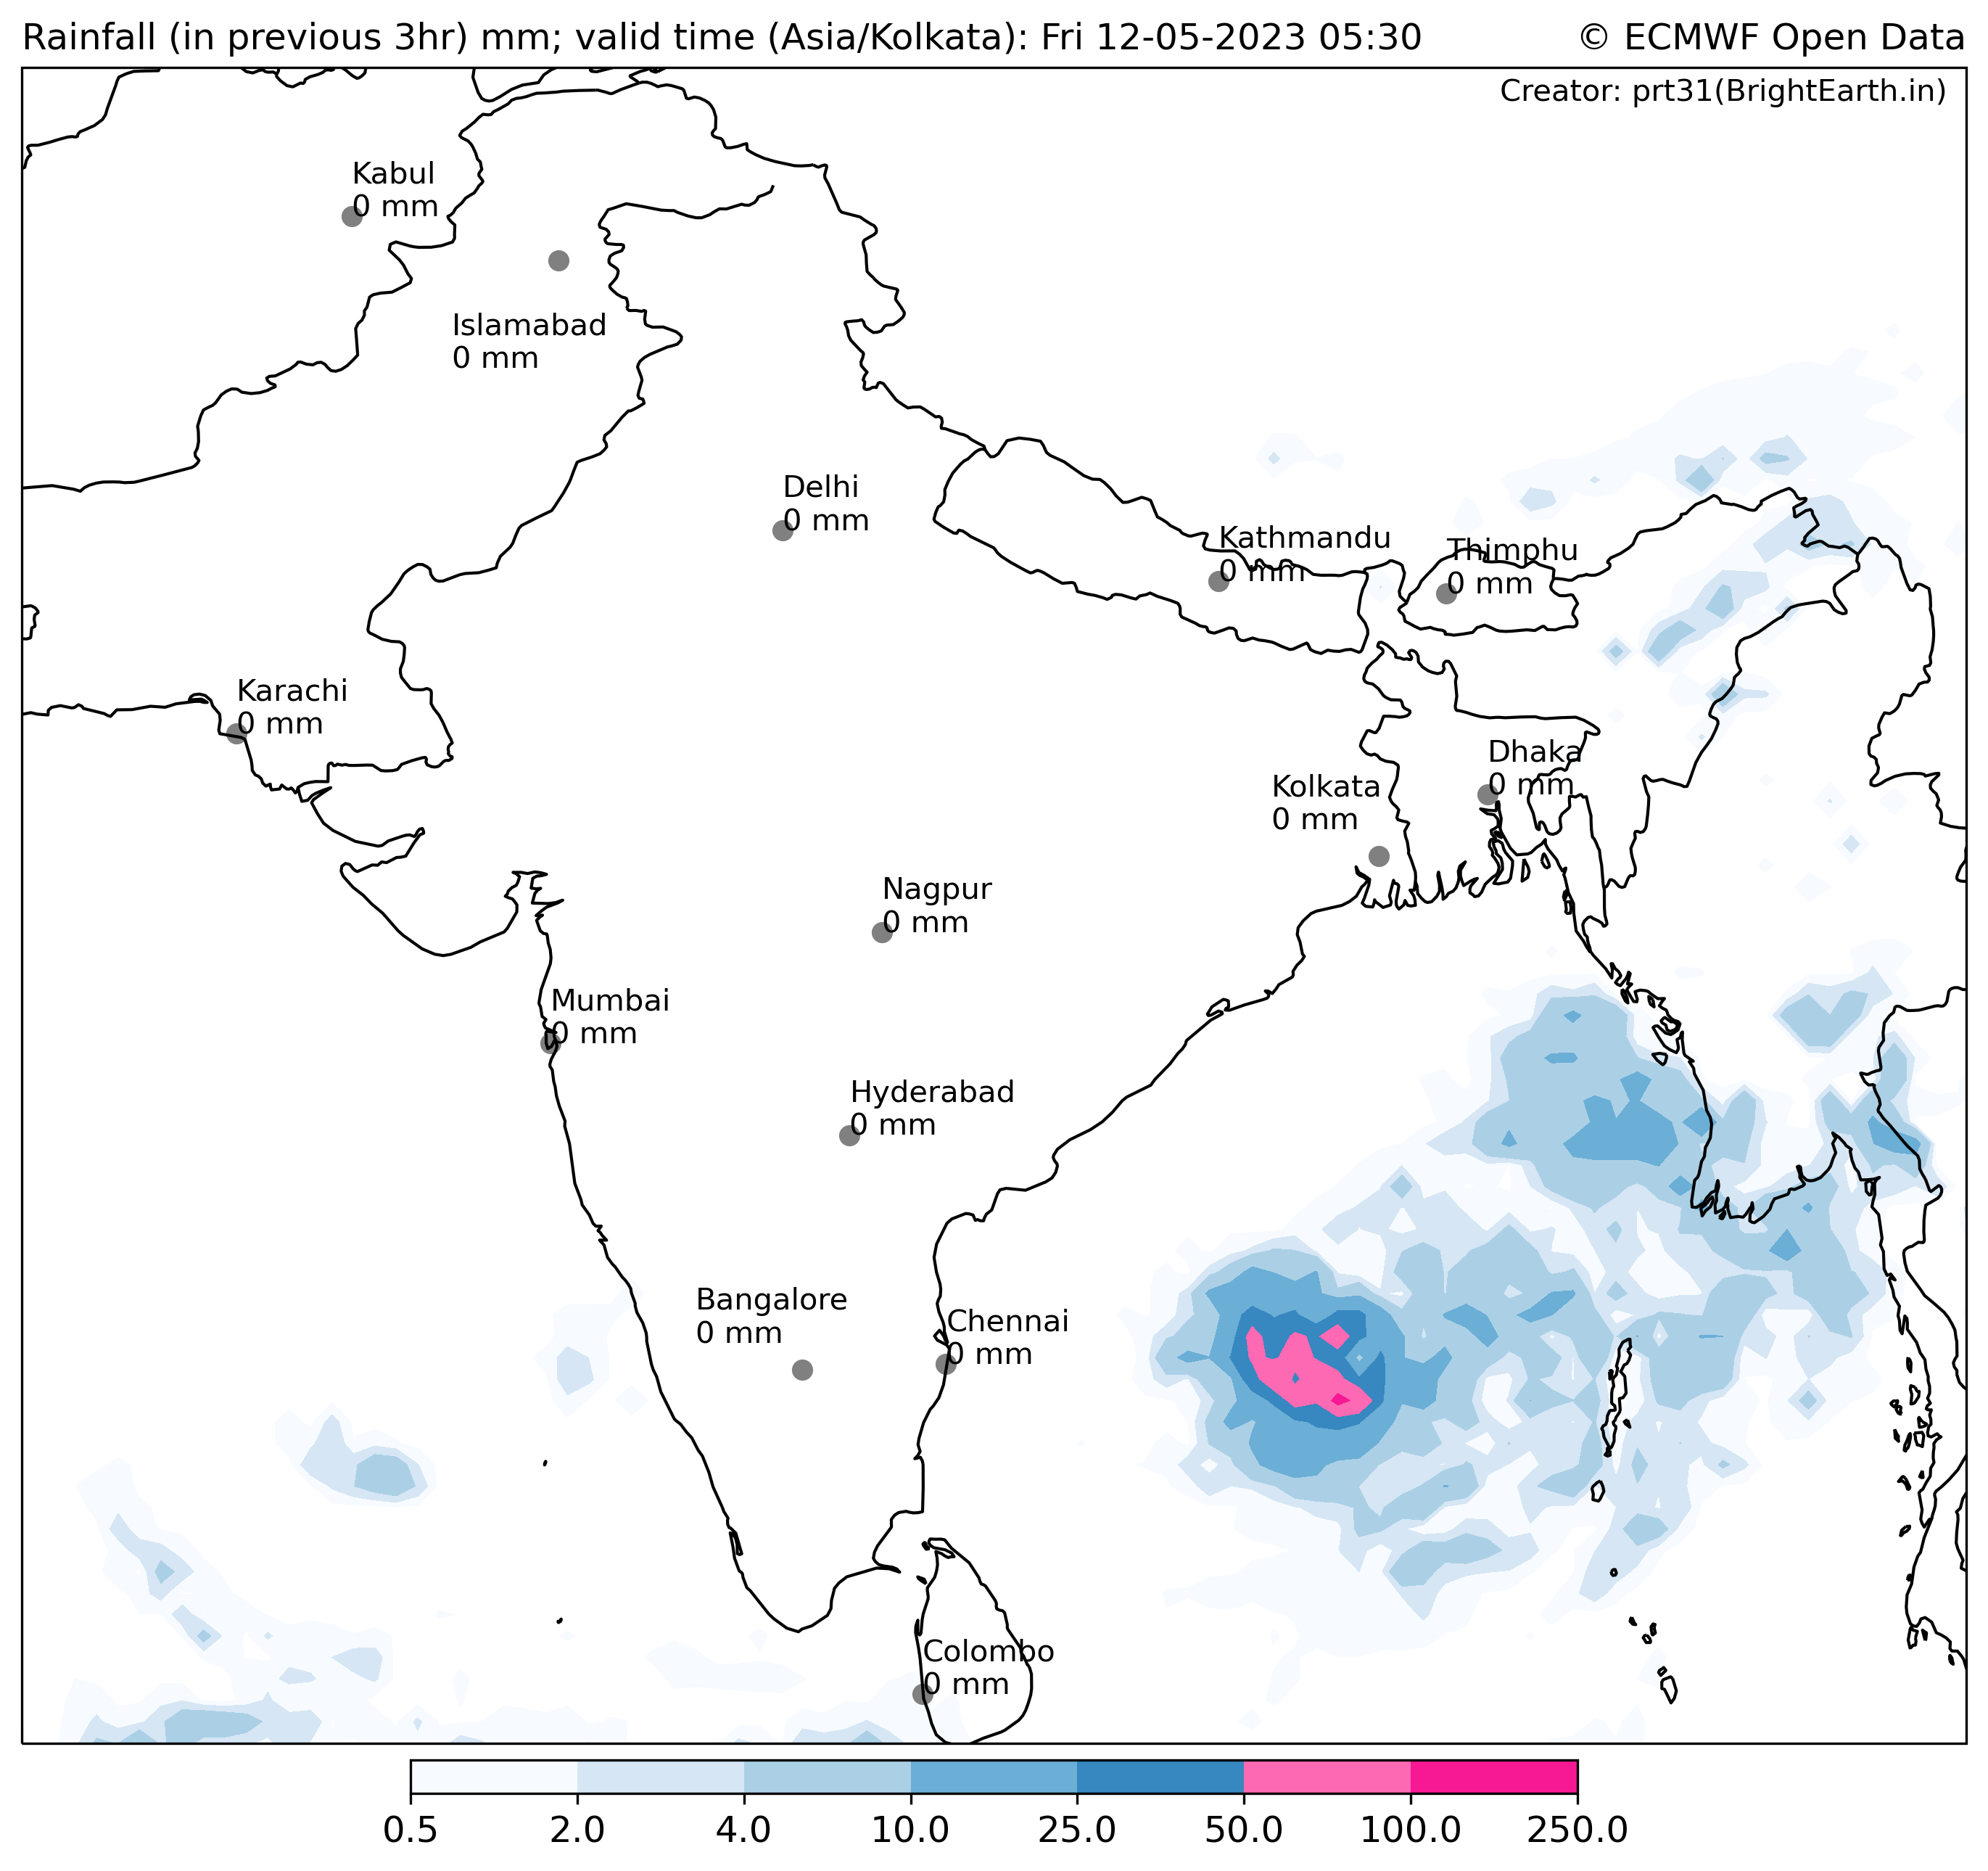 Rainfall (in previous 3hr) mm; valid time (Asia/Kolkata): Fri 12-05-2023 05:30
© ECMWF Open Data
Creator: prt31(BrightEarth.in)
Kabul
0 mm
Islamabad
0 mm
Delhi
0 mm
Kathmandu
0 mm
Thimphu
0 mm
Karachi
0 mm
Dhaka
0 mm
Kolkata
0 mm
Nagpur
0 mm
Mumbai
0 mm
Hyderabad
0 mm
Bangalore
0 mm
Chennai
0 mm
Colombo
0 mm
0.5 2.0 4.0 10.0 25.0 50.0 100.0 250.0